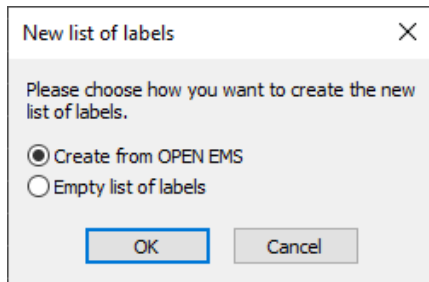 New list of labels
Please choose how you want to create the new
list of labels.
Create from OPEN EMS
Empty list of labels
OK
Cancel